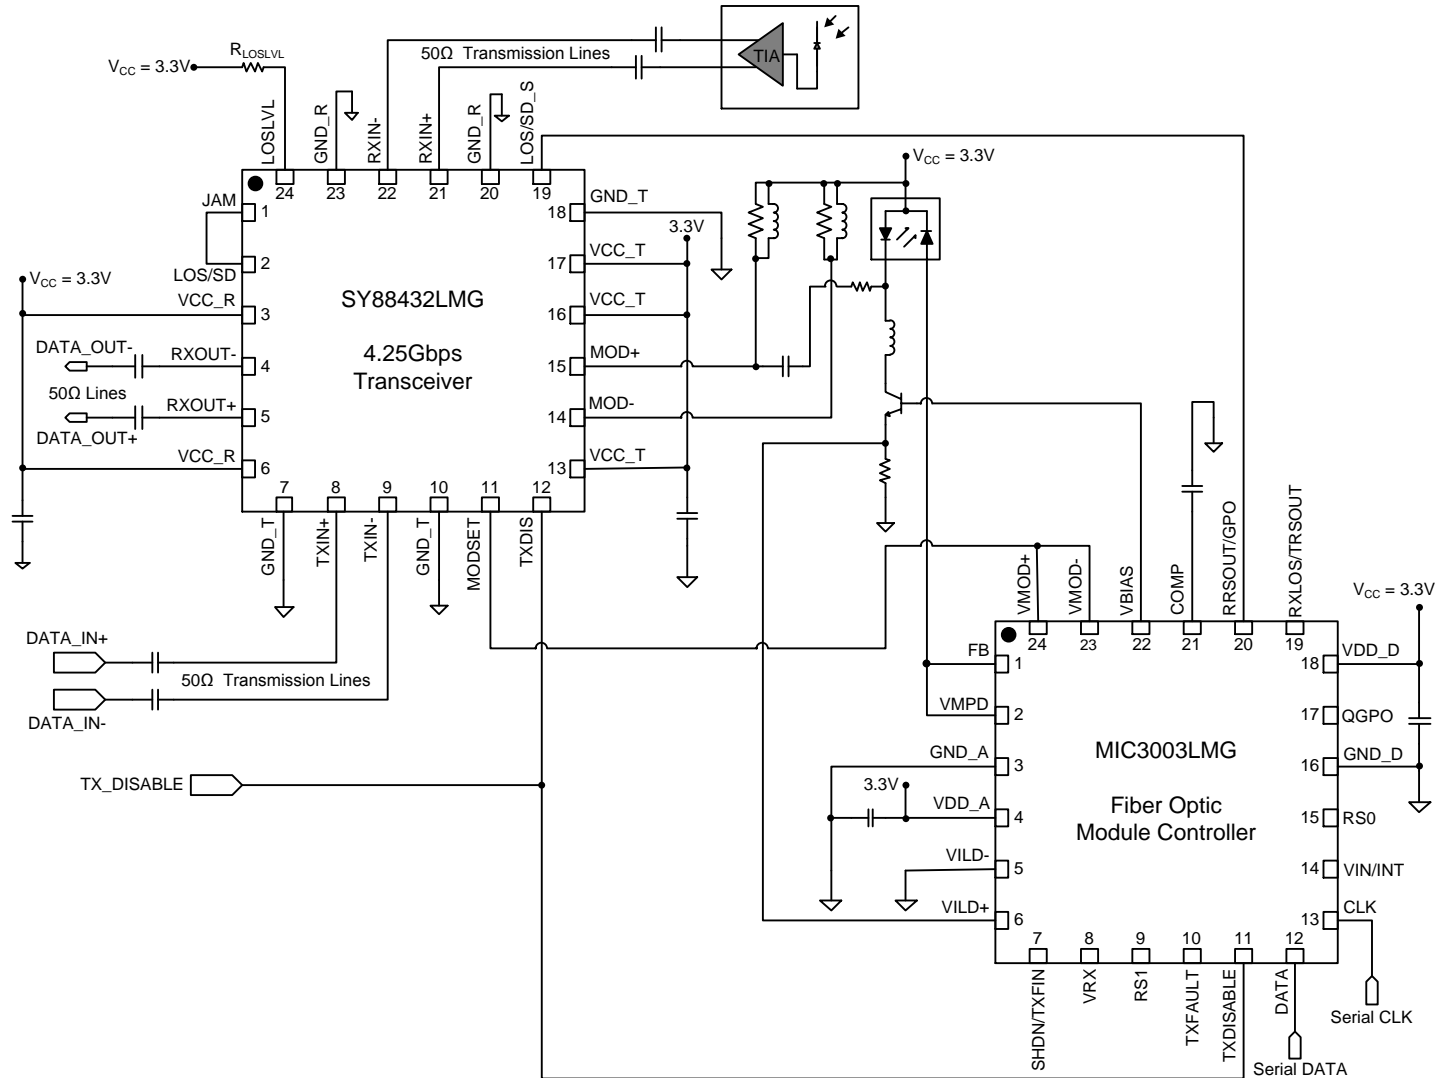 TIA
50Ω Transmission Lines
R_LOSLVL
V_CC = 3.3V
LOSLVL
GND_R
RXIN-
RXIN+
GND_R
LOS/SD_S
24
23
22
21
20
19
V_CC = 3.3V
JAM
1
18
GND_T
3.3V
2
LOS/SD
17
VCC_T
V_CC = 3.3V
VCC_R
3
SY88432LMG
16
VCC_T
DATA_OUT-
RXOUT-
4
4.25Gbps
Transceiver
15
MOD+
50Ω Lines
RXOUT+
5
14
MOD-
DATA_OUT+
VCC_R
6
13
VCC_T
7
8
9
10
11
12
GND_T
TXIN+
TXIN-
GND_T
MODSET
TXDIS
DATA_IN+
50Ω Transmission Lines
DATA_IN-
TX_DISABLE
VMOD+
VMOD-
VBIAS
COMP
RRSOUT/GPO
RXLOS/TRSOUT
V_CC = 3.3V
24
23
22
21
20
19
FB
1
18
VDD_D
VMPD
2
17
QGPO
GND_A
3
MIC3003LMG
16
GND_D
3.3V
VDD_A
4
Fiber Optic
Module Controller
15
RS0
VILD-
5
14
VIN/INT
VILD+
6
13
CLK
7
8
9
10
11
12
SHDN/TXFIN
VRX
RS1
TXFAULT
TXDISABLE
DATA
Serial CLK
Serial DATA